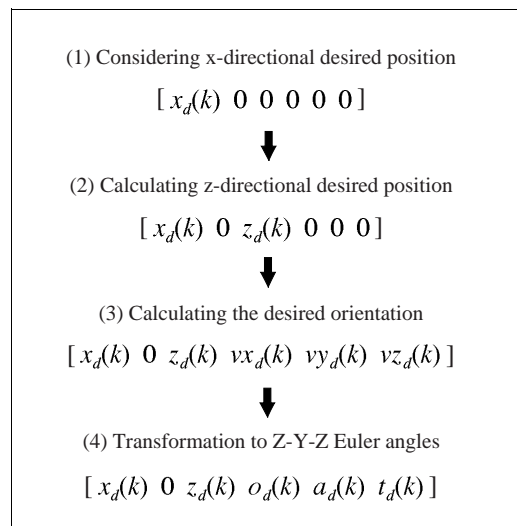 (1) Considering x-directional desired position
[ x_d(k) 0 0 0 0 0 ]
(2) Calculating z-directional desired position
[ x_d(k) 0 z_d(k) 0 0 0 ]
(3) Calculating the desired orientation
[ x_d(k) 0 z_d(k) vx_d(k) vy_d(k) vz_d(k) ]
(4) Transformation to Z-Y-Z Euler angles
[ x_d(k) 0 z_d(k) o_d(k) a_d(k) t_d(k) ]